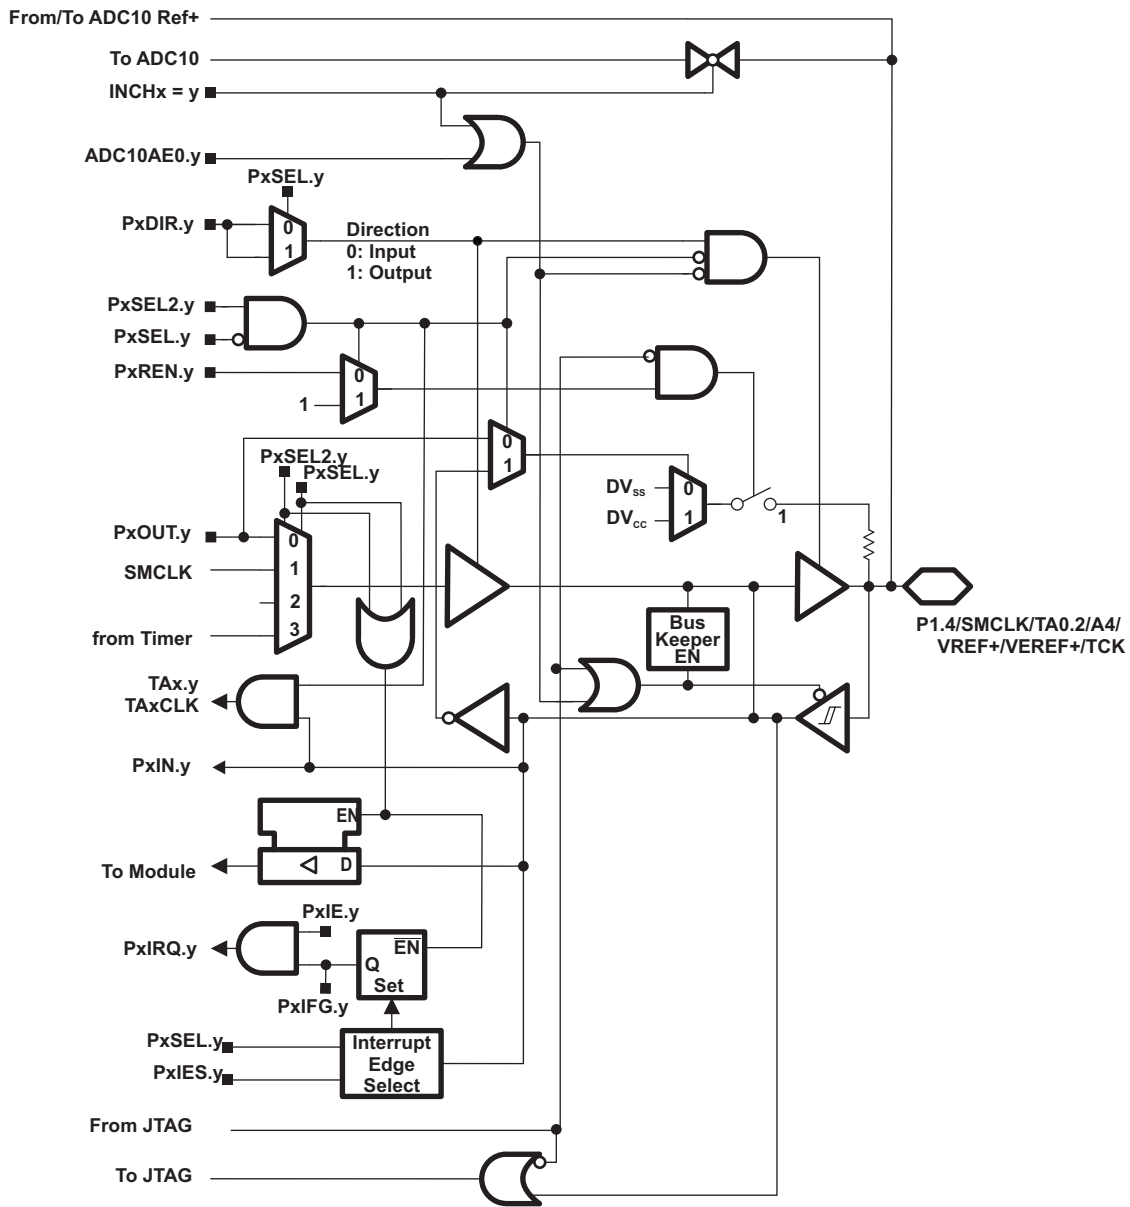 From/To ADC10 Ref+
To ADC10
INCHx = y
ADC10AE0.y
PxSEL.y
PxDIR.y
0
1
Direction
0: Input
1: Output
PxSEL2.y
PxSEL.y
PxREN.y
0
1
1
0
1
PxSEL2.y
PxSEL.y
DVSS
0
DVCC
1
1
PxOUT.y
0
SMCLK
1
2
from Timer
3
Bus
Keeper
EN
P1.4/SMCLK/TA0.2/A4/
VREF+/VEREF+/TCK
TAx.y
TAxCLK
PxIN.y
EN
To Module
D
PxIE.y
PxIRQ.y
EN
Q
Set
PxIFG.y
PxSEL.y
PxIES.y
Interrupt
Edge
Select
From JTAG
To JTAG